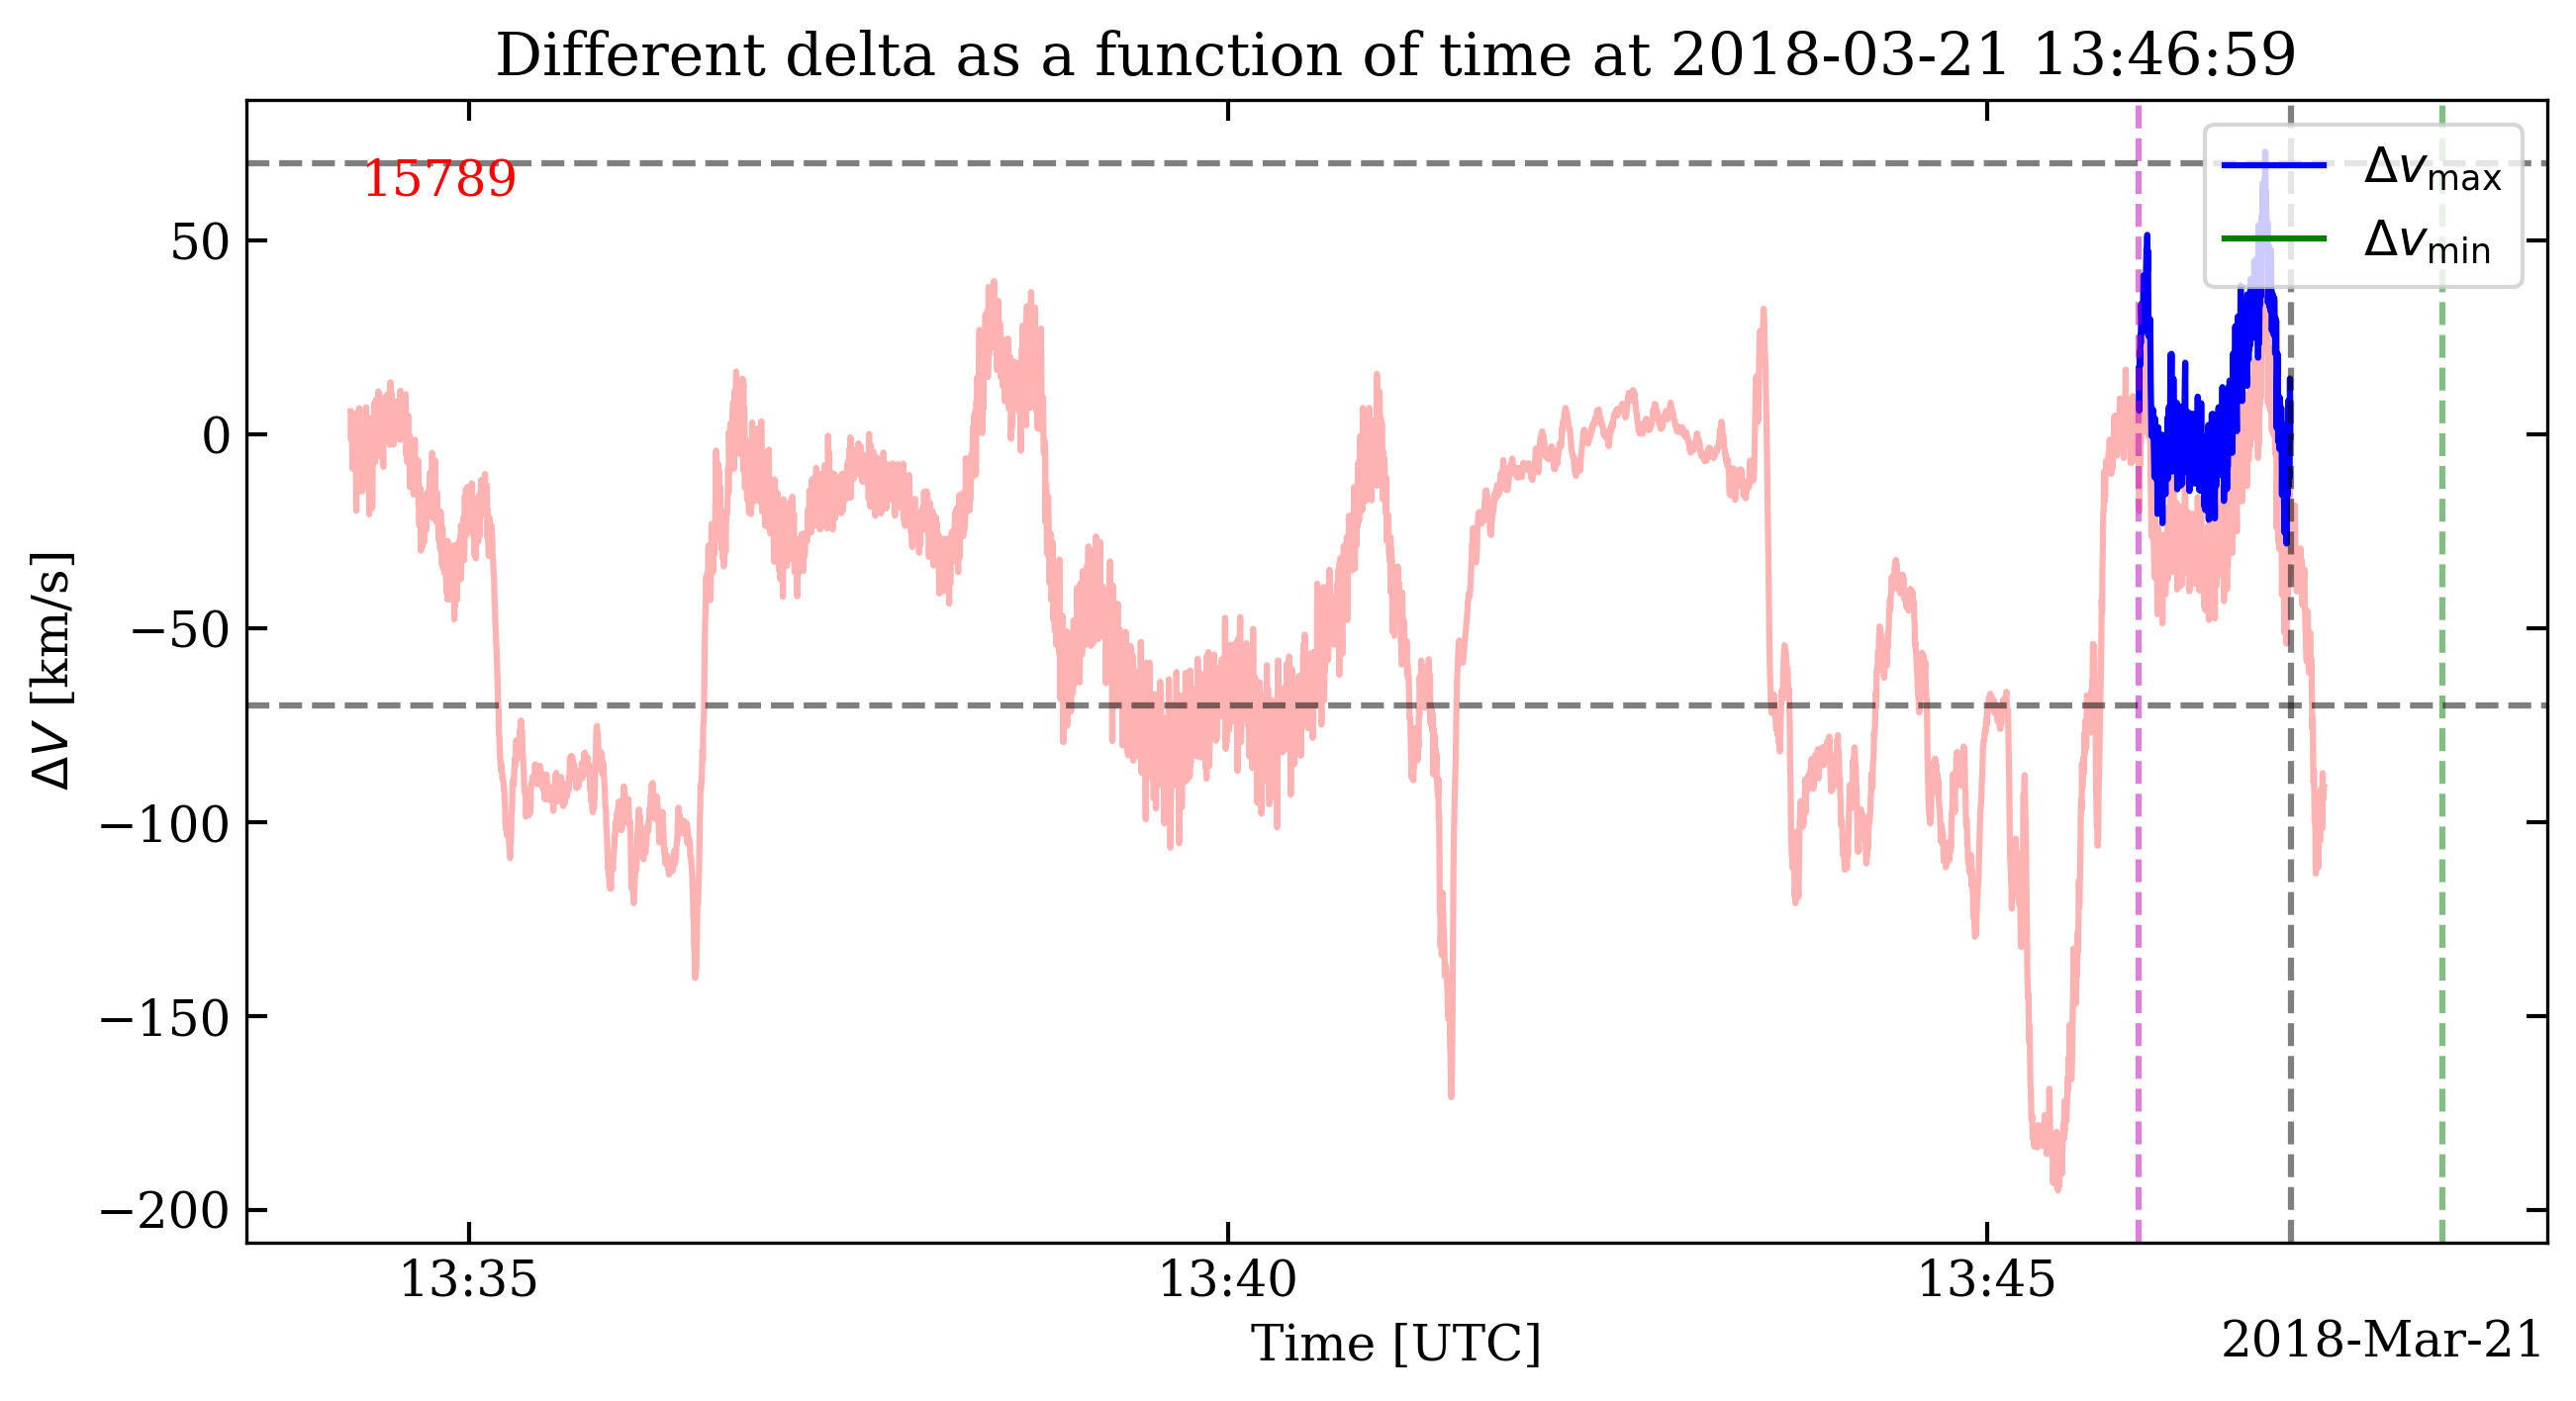 Different delta as a function of time at 2018-03-21 13:46:59
15789
Δv_max
Δv_min
50
0
−50
−100
−150
−200
ΔV [km/s]
13:35 13:40 13:45
Time [UTC]
2018-Mar-21